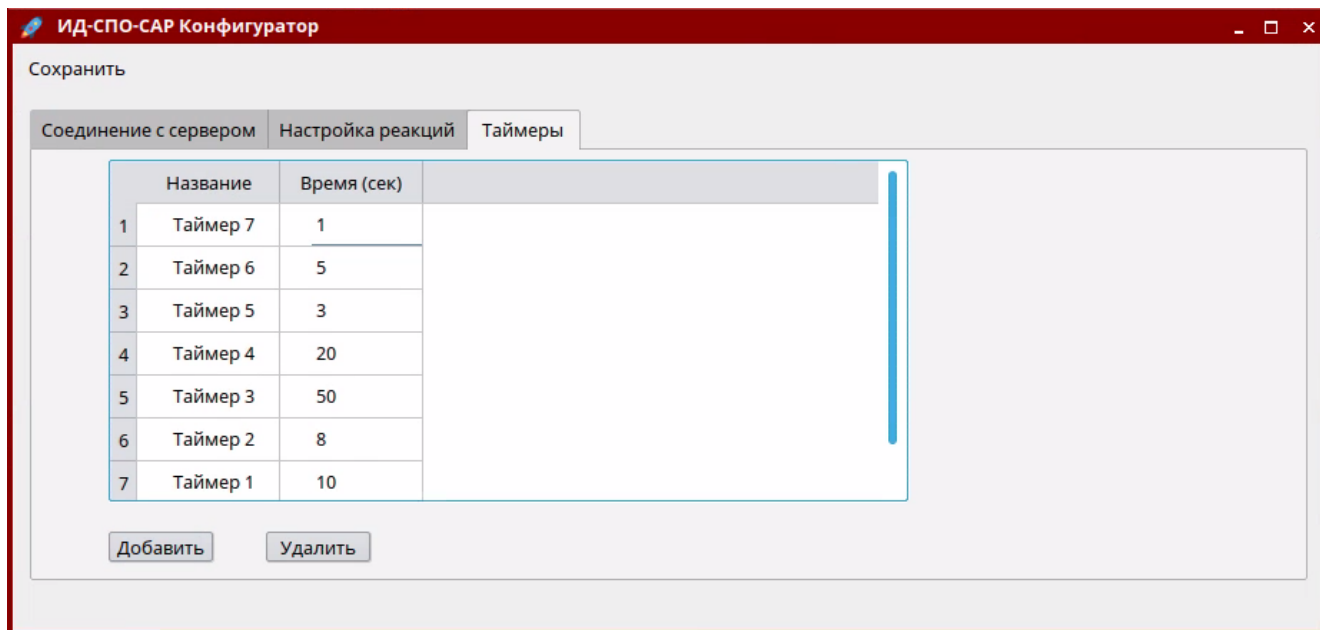 ИД-СПО-САР Конфигуратор
Сохранить
Соединение с сервером Настройка реакций Таймеры
Название Время (сек)
1 Таймер 7 1
2 Таймер 6 5
3 Таймер 5 3
4 Таймер 4 20
5 Таймер 3 50
6 Таймер 2 8
7 Таймер 1 10
Добавить Удалить